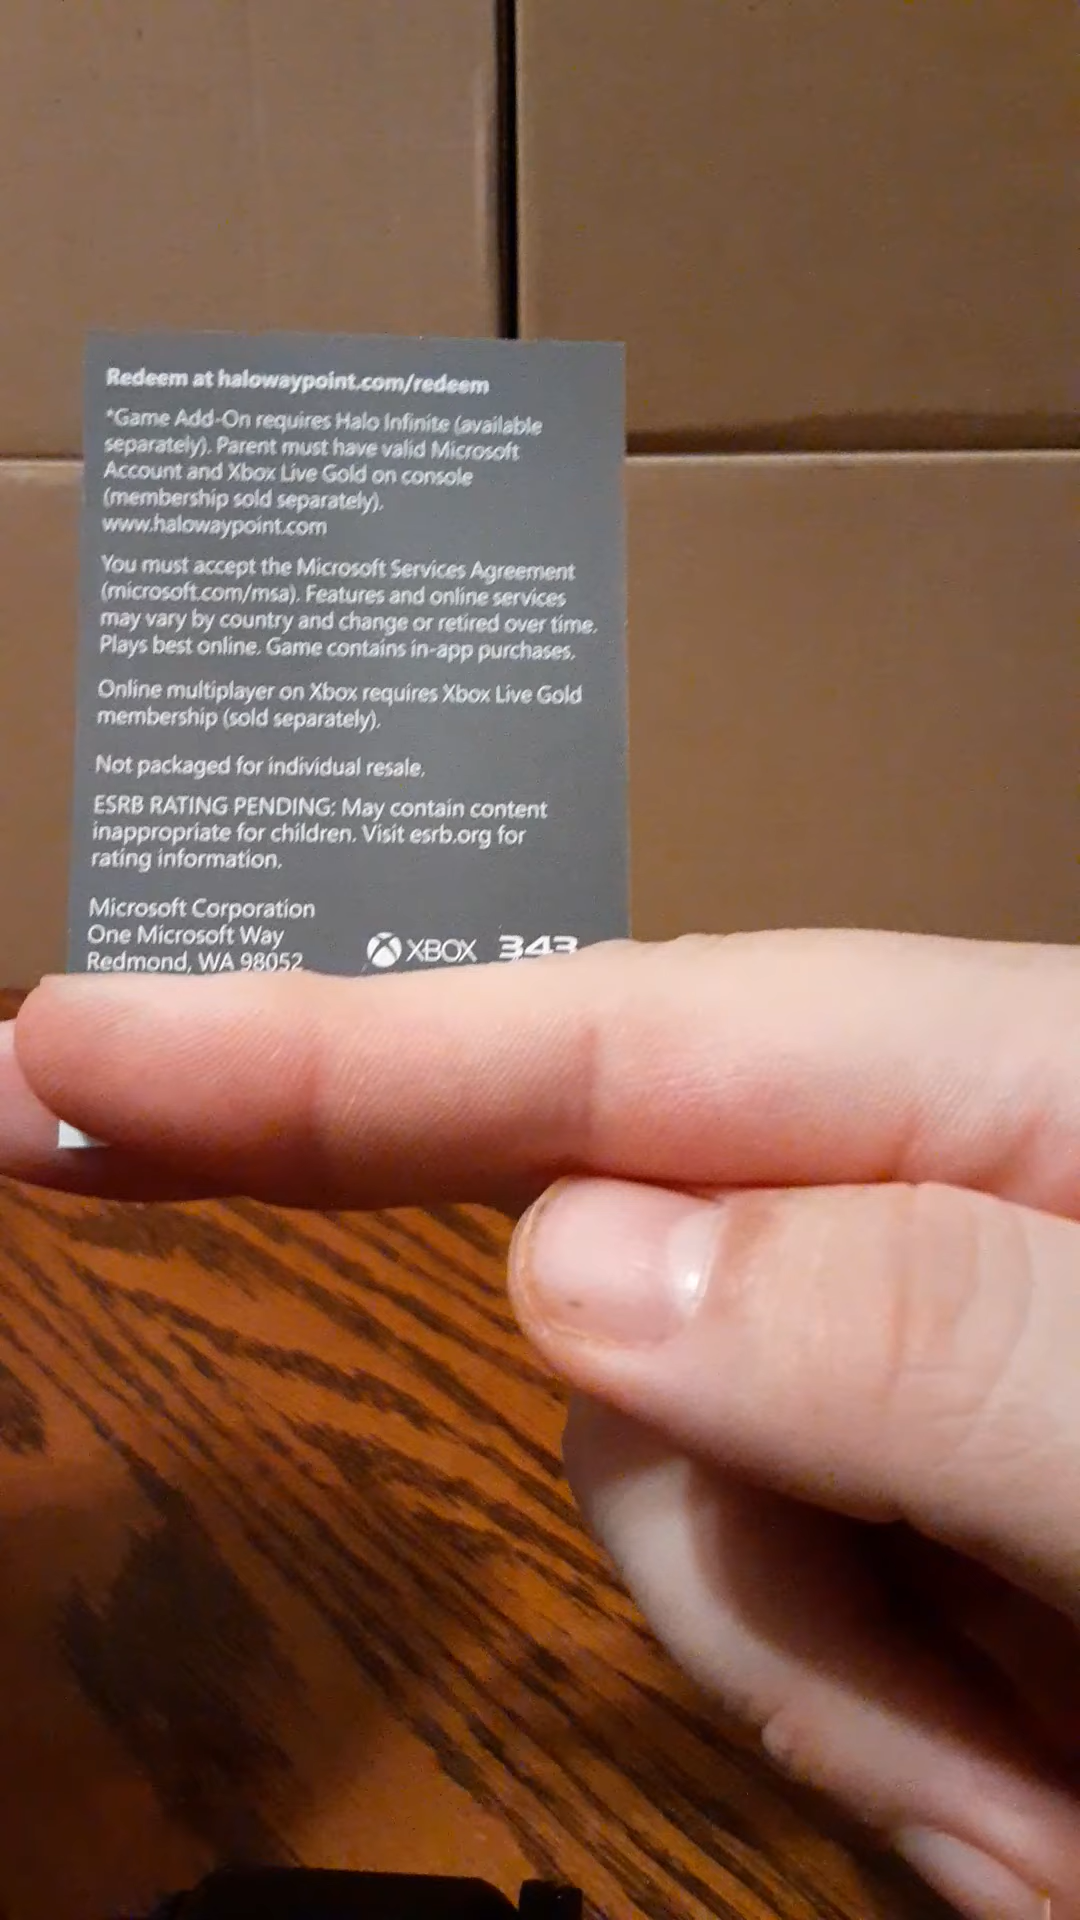 Redeem at halowaypoint.com/redeem
*Game Add-On requires Halo Infinite (available
separately). Parent must have valid Microsoft
Account and Xbox Live Gold on console
(membership sold separately).
www.halowaypoint.com
You must accept the Microsoft Services Agreement
(microsoft.com/msa). Features and online services
may vary by country and change or retired over time.
Plays best online. Game contains in-app purchases.
Online multiplayer on Xbox requires Xbox Live Gold
membership (sold separately).
Not packaged for individual resale.
ESRB RATING PENDING: May contain content
inappropriate for children. Visit esrb.org for
rating information.
Microsoft Corporation
One Microsoft Way
Redmond, WA 98052
XBOX 343